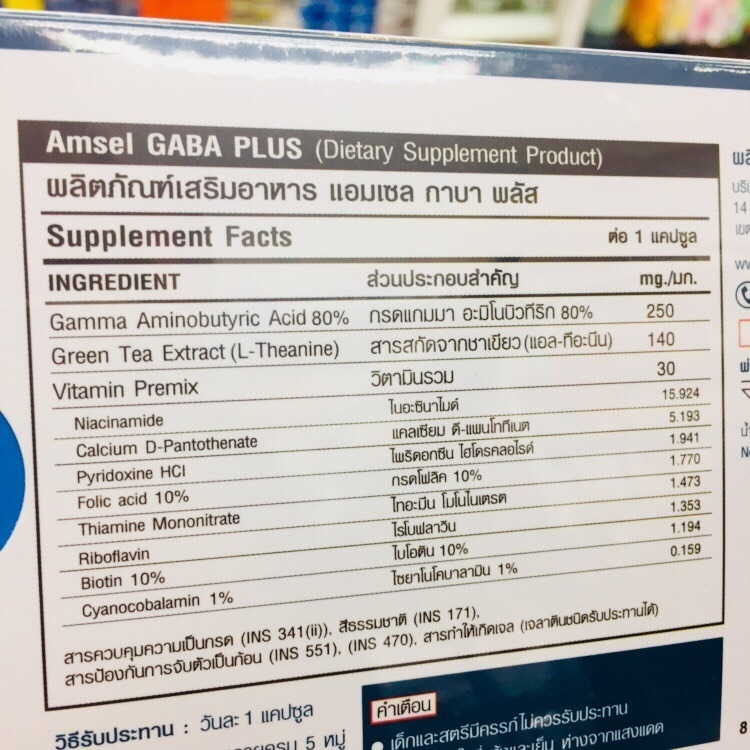 Amsel GABA PLUS (Dietary Supplement Product)
ผลิตภัณฑ์เสริมอาหาร แอมเซล กาบา พลัส
Supplement Facts ต่อ 1 แคปซูล
INGREDIENT ส่วนประกอบสำคัญ mg./มก.
Gamma Aminobutyric Acid 80% กรดแกมมา อะมิโนบิวทีริก 80% 250
Green Tea Extract (L-Theanine) สารสกัดจากชาเขียว (แอล-ทีอะนีน) 140
Vitamin Premix วิตามินรวม 30
Niacinamide ไนอะซินาไมด์ 15.924
Calcium D-Pantothenate แคลเซียม ดี-แพนโทที​เนต 5.193
Pyridoxine HCl ไพริดอกซีน ไฮโดรคลอไรด์ 1.941
Folic acid 10% กรดโฟลิค 10% 1.770
Thiamine Mononitrate ไทอะมีน โมโนไนเตรต 1.473
Riboflavin ไรโบฟลาวิน 1.353
Biotin 10% ไบโอติน 10% 1.194
Cyanocobalamin 1% ไซยาโนโคบาลามิน 1% 0.159
สารควบคุมความเป็นกรด (INS 341(ii)), สีธรรมชาติ (INS 171),
สารป้องกันการจับตัวเป็นก้อน (INS 551), (INS 470), สารทำให้เกิดเจล (เจลาตินชนิดรับประทานได้)
วิธีรับประทาน : วันละ 1 แคปซูล
5 หมู่
คำเตือน
เด็กและสตรีมีครรภ์ไม่ควรรับประทาน
ห่างจากแสงแดด
14